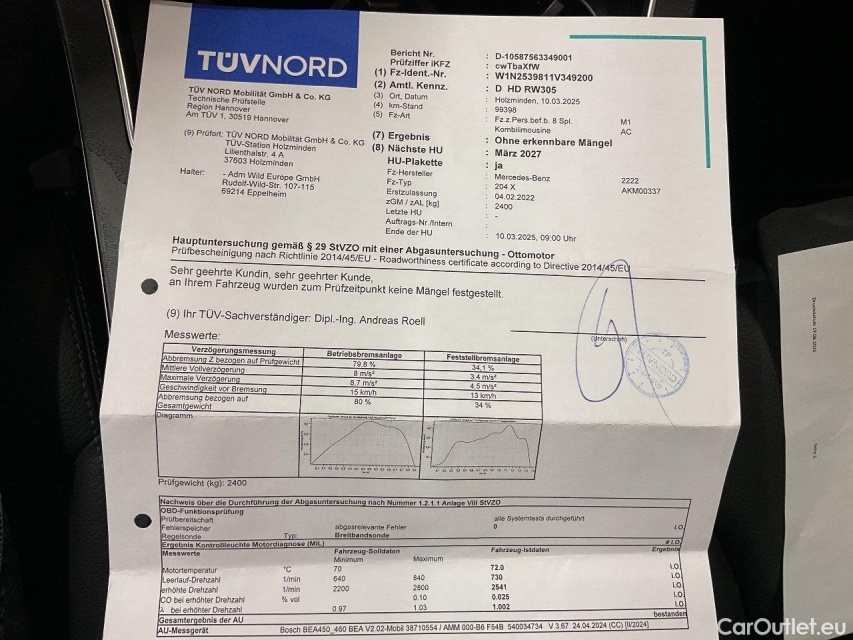 TÜVNORD
TÜV NORD Mobilität GmbH & Co. KG
Technische Prüfstelle
Region Hannover
Am TÜV 1, 30519 Hannover
(9) Prüfort: TÜV NORD Mobilität GmbH & Co. KG
TÜV-Station Holzminden
Lilienthalstr. 4 A
37603 Holzminden
Halter: - Adm Wild Europe GmbH
Rudolf-Wild-Str. 107-115
69214 Eppelheim
Bericht Nr. : D-10587563349001
Prüfziffer iKFZ : cwTbaXfW
(1) Fz-Ident.-Nr. : W1N2539811V349200
(2) Amtl. Kennz. : D HD RW305
(3) Ort, Datum : Holzminden, 10.03.2025
(4) km-Stand : 99398
(5) Fz-Art : Fz.z.Pers.bef.b. 8 Spl. M1
Kombilimousine AC
(7) Ergebnis : Ohne erkennbare Mängel
(8) Nächste HU : März 2027
HU-Plakette : ja
Fz-Hersteller : Mercedes-Benz 2222
Fz-Typ : 204 X AKM00337
Erstzulassung : 04.02.2022
zGM / zAL [kg] : 2400
Letzte HU : -
Auftrags-Nr./Intern :
Ende der HU : 10.03.2025, 09:00 Uhr
Hauptuntersuchung gemäß § 29 StVZO mit einer Abgasuntersuchung - Ottomotor
Prüfbescheinigung nach Richtlinie 2014/45/EU - Roadworthiness certificate according to Directive 2014/45/EU
Sehr geehrte Kundin, sehr geehrter Kunde,
an Ihrem Fahrzeug wurden zum Prüfzeitpunkt keine Mängel festgestellt.
(9) Ihr TÜV-Sachverständiger: Dipl.-Ing. Andreas Roell
(Unterschrift)
TÜV NORD
Messwerte:
Verzögerungsmessung Betriebsbremsanlage Feststellbremsanlage
Abbremsung Z bezogen auf Prüfgewicht 79,8 % 34,1 %
Mittlere Vollverzögerung 8 m/s² 3,4 m/s²
Maximale Verzögerung 8,7 m/s² 4,5 m/s²
Geschwindigkeit vor Bremsung 15 km/h 13 km/h
Abbremsung bezogen auf
Gesamtgewicht 80 % 34 %
Diagramm
Prüfgewicht (kg): 2400
Nachweis über die Durchführung der Abgasuntersuchung nach Nummer 1.2.1.1 Anlage VIII StVZO
OBD-Funktionsprüfung
Prüfbereitschaft alle Systemtests durchgeführt
Fehlerspeicher abgasrelevante Fehler 0 i.O.
Regelsonde Typ: Breitbandsonde
Ergebnis Kontrollleuchte Motordiagnose (MIL) # i.O.
Messwerte Fahrzeug-Solldaten Fahrzeug-Istdaten Ergebnis
Minimum Maximum
Motortemperatur °C 70 72.0 i.O.
Leerlauf-Drehzahl 1/min 640 840 730 i.O.
erhöhte Drehzahl 1/min 2200 2800 2541 i.O.
CO bei erhöhter Drehzahl % vol 0.10 0.025 i.O.
λ bei erhöhter Drehzahl 0.97 1.03 1.002 i.O.
Gesamtergebnis der AU bestanden
AU-Messgerät Bosch BEA450_460 BEA V2.02-Mobil 38710554 / AMM 000-B6 F54B 540034734 V 3.67 24.04.2024 (CC) [II/2024]
CarOutlet.eu